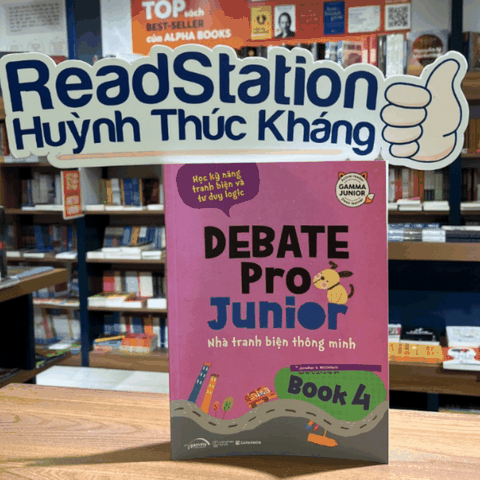 TOP sách
BEST-SELLER
của ALPHA BOOKS
ReadStation
Huỳnh Thúc Kháng
Học kỹ năng
tranh biện và
tư duy logic
GAMMA
JUNIOR
DEBATE
Pro
Junior
Nhà tranh biện thông minh
Book 4